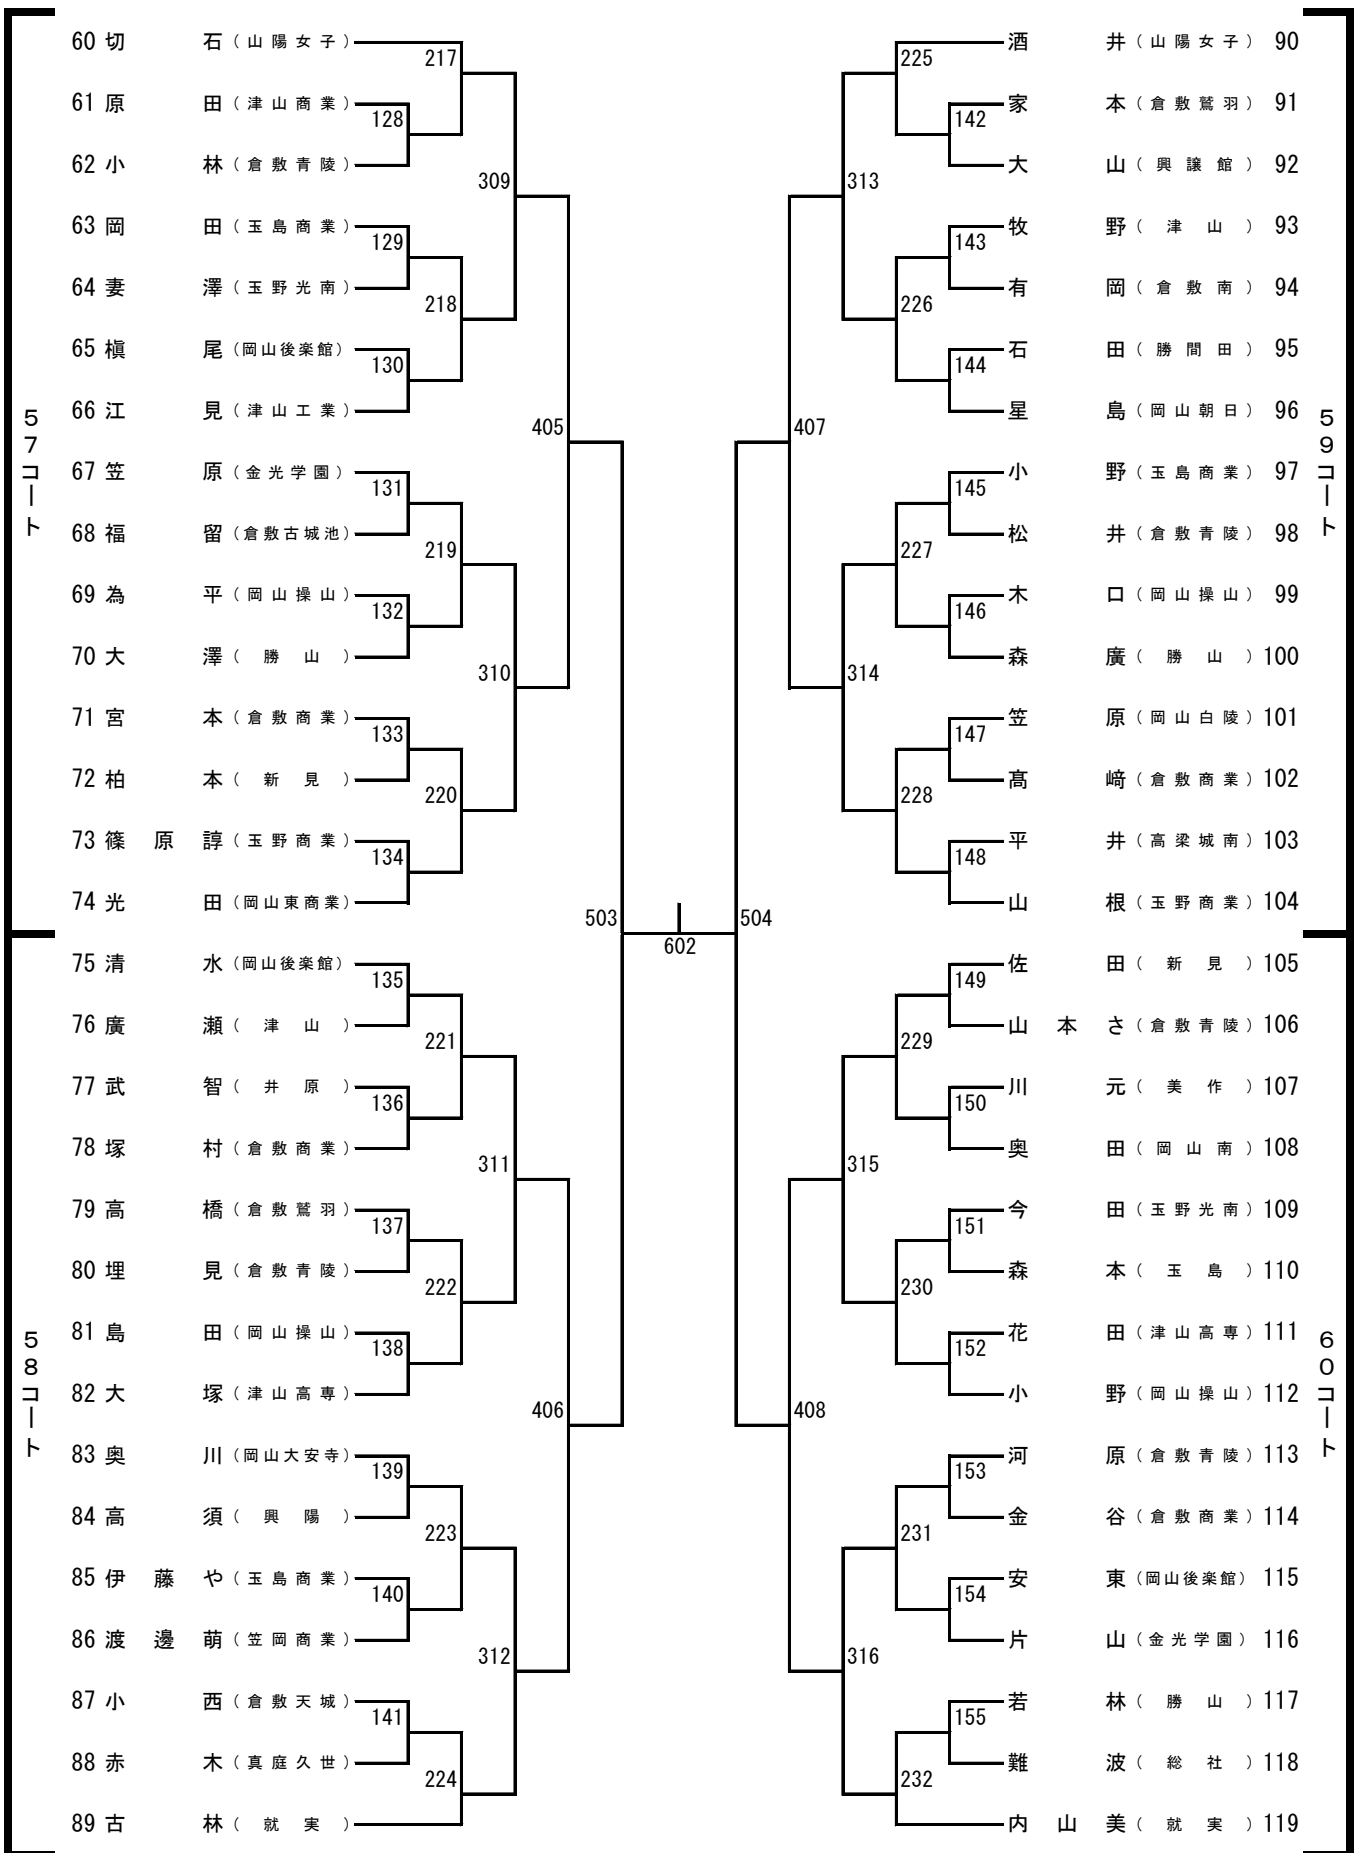 57コート
60 切石 (山陽女子)
61 原田 (津山商業)
62 小林 (倉敷青陵)
63 岡田 (玉島商業)
64 妻澤 (玉野光南)
65 槇尾 (岡山後楽館)
66 江見 (津山工業)
67 笠原 (金光学園)
68 福留 (倉敷古城池)
69 為平 (岡山操山)
70 大澤 (勝山)
71 宮本 (倉敷商業)
72 柏本 (新見)
73 篠原諄 (玉野商業)
74 光田 (岡山東商業)
58コート
75 清水 (岡山後楽館)
76 廣瀬 (津山)
77 武智 (井原)
78 塚村 (倉敷商業)
79 高橋 (倉敷鷲羽)
80 埋見 (倉敷青陵)
81 島田 (岡山操山)
82 大塚 (津山高専)
83 奥川 (岡山大安寺)
84 高須 (興陽)
85 伊藤や (玉島商業)
86 渡邊萌 (笠岡商業)
87 小西 (倉敷天城)
88 赤木 (真庭久世)
89 古林 (就実)
128
129
130
131
132
133
134
135
136
137
138
139
140
141
217
218
219
220
221
222
223
224
309
310
311
312
405
406
503
602
504
407
408
313
314
315
316
225
226
227
228
229
230
231
232
142
143
144
145
146
147
148
149
150
151
152
153
154
155
59コート
酒井 (山陽女子) 90
家本 (倉敷鷲羽) 91
大山 (興譲館) 92
牧野 (津山) 93
有岡 (倉敷南) 94
石田 (勝間田) 95
星島 (岡山朝日) 96
小野 (玉島商業) 97
松井 (倉敷青陵) 98
木口 (岡山操山) 99
森廣 (勝山) 100
笠原 (岡山白陵) 101
髙﨑 (倉敷商業) 102
平井 (高梁城南) 103
山根 (玉野商業) 104
60コート
佐田 (新見) 105
山本さ (倉敷青陵) 106
川元 (美作) 107
奥田 (岡山南) 108
今田 (玉野光南) 109
森本 (玉島) 110
花田 (津山高専) 111
小野 (岡山操山) 112
河原 (倉敷青陵) 113
金谷 (倉敷商業) 114
安東 (岡山後楽館) 115
片山 (金光学園) 116
若林 (勝山) 117
難波 (総社) 118
内山美 (就実) 119